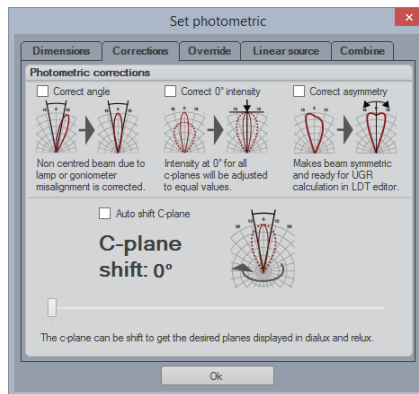 Set photometric
Dimensions Corrections Override Linear source Combine
Photometric corrections
Correct angle Correct 0° intensity Correct asymmetry
Non centred beam due to
lamp or goniometer
misalignment is corrected.
Intensity at 0° for all
c-planes will be adjusted
to equal values.
Makes beam symmetric
and ready for UGR
calculation in LDT editor.
Auto shift C-plane
C-plane
shift: 0°
The c-plane can be shift to get the desired planes displayed in dialux and relux.
Ok